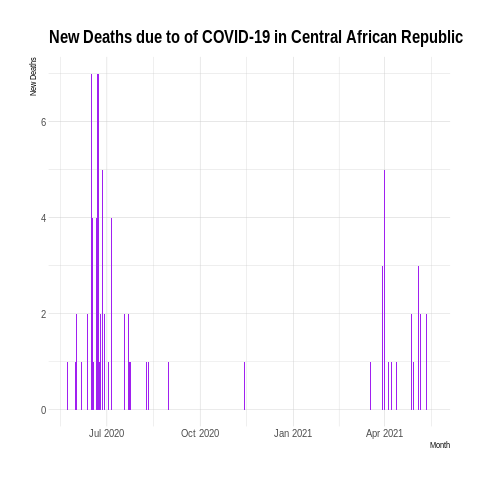 New Deaths due to of COVID-19 in Central African Republic
New Deaths
6
4
2
0
Jul 2020 Oct 2020 Jan 2021 Apr 2021
Month